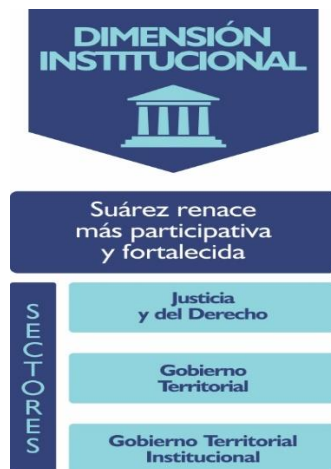 DIMENSIÓN
INSTITUCIONAL
Suárez renace
más participativa
y fortalecida
SECTORES
Justicia
y del Derecho
Gobierno
Territorial
Gobierno Territorial
Institucional